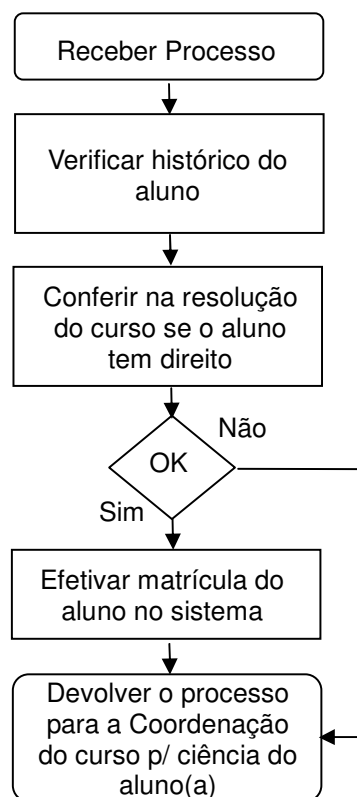 Receber Processo
Verificar histórico do
aluno
Conferir na resolução
do curso se o aluno
tem direito
Não
OK
Sim
Efetivar matrícula do
aluno no sistema
Devolver o processo
para a Coordenação
do curso p/ ciência do
aluno(a)